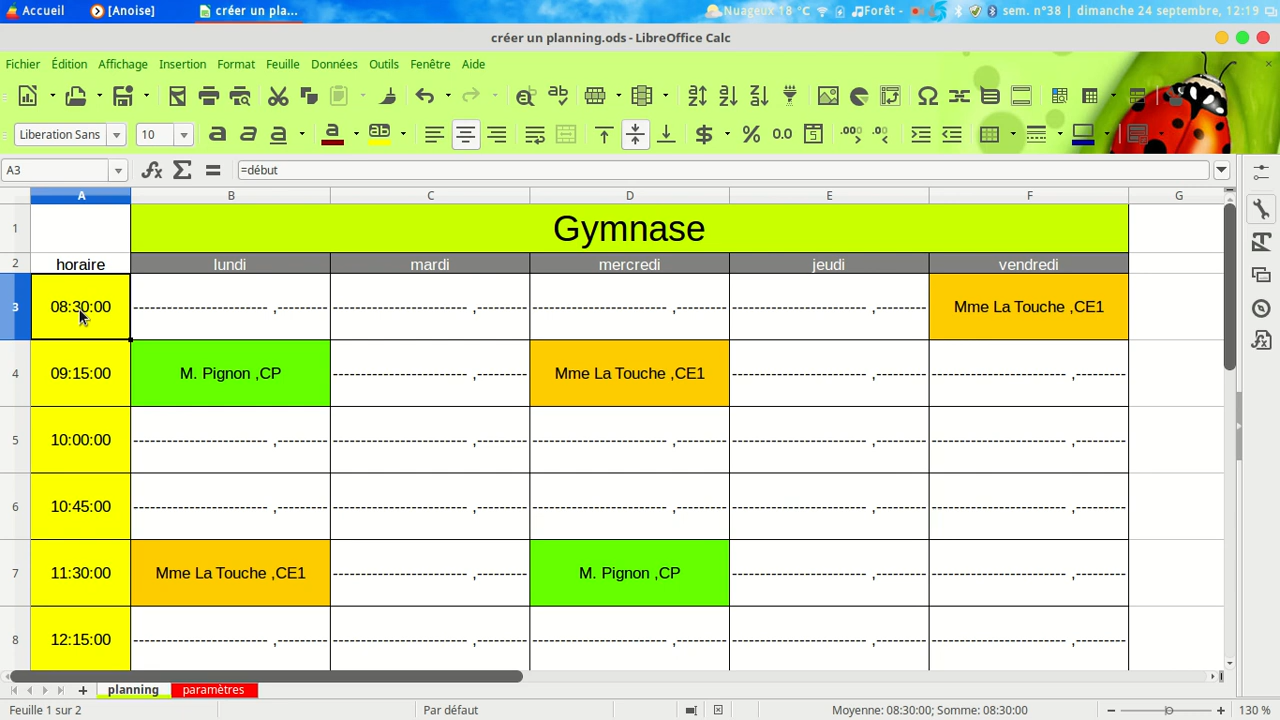 Accueil [Anoise] créer un pla... Nuageux 18 °C Forêt - sem. n°38 | dimanche 24 septembre, 12:19
créer un planning.ods - LibreOffice Calc
Fichier Édition Affichage Insertion Format Feuille Données Outils Fenêtre Aide
Liberation Sans 10
A3 =début
A B C D E F G
1 Gymnase
2 horaire lundi mardi mercredi jeudi vendredi
3 08:30:00 ---------------------- ,-------- ---------------------- ,-------- ---------------------- ,-------- ---------------------- ,-------- Mme La Touche ,CE1
4 09:15:00 M. Pignon ,CP ---------------------- ,-------- Mme La Touche ,CE1 ---------------------- ,-------- ---------------------- ,--------
5 10:00:00 ---------------------- ,-------- ---------------------- ,-------- ---------------------- ,-------- ---------------------- ,-------- ---------------------- ,--------
6 10:45:00 ---------------------- ,-------- ---------------------- ,-------- ---------------------- ,-------- ---------------------- ,-------- ---------------------- ,--------
7 11:30:00 Mme La Touche ,CE1 ---------------------- ,-------- M. Pignon ,CP ---------------------- ,-------- ---------------------- ,--------
8 12:15:00 ---------------------- ,-------- ---------------------- ,-------- ---------------------- ,-------- ---------------------- ,-------- ---------------------- ,--------
planning paramètres
Feuille 1 sur 2 Par défaut Moyenne: 08:30:00; Somme: 08:30:00 130 %